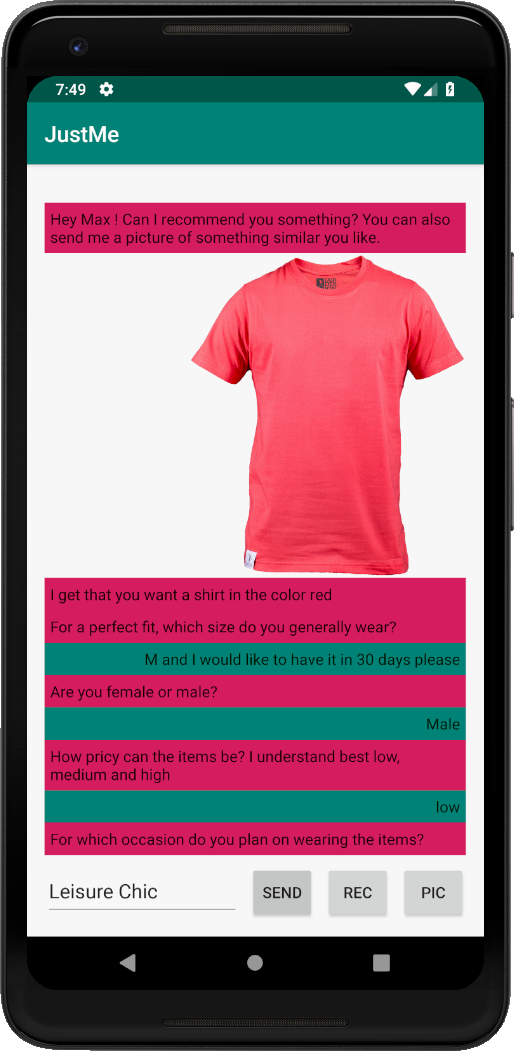 7:49
JustMe
Hey Max ! Can I recommend you something? You can also
send me a picture of something similar you like.
I get that you want a shirt in the color red
For a perfect fit, which size do you generally wear?
M and I would like to have it in 30 days please
Are you female or male?
Male
How pricy can the items be? I understand best low,
medium and high
low
For which occasion do you plan on wearing the items?
Leisure Chic
SEND
REC
PIC